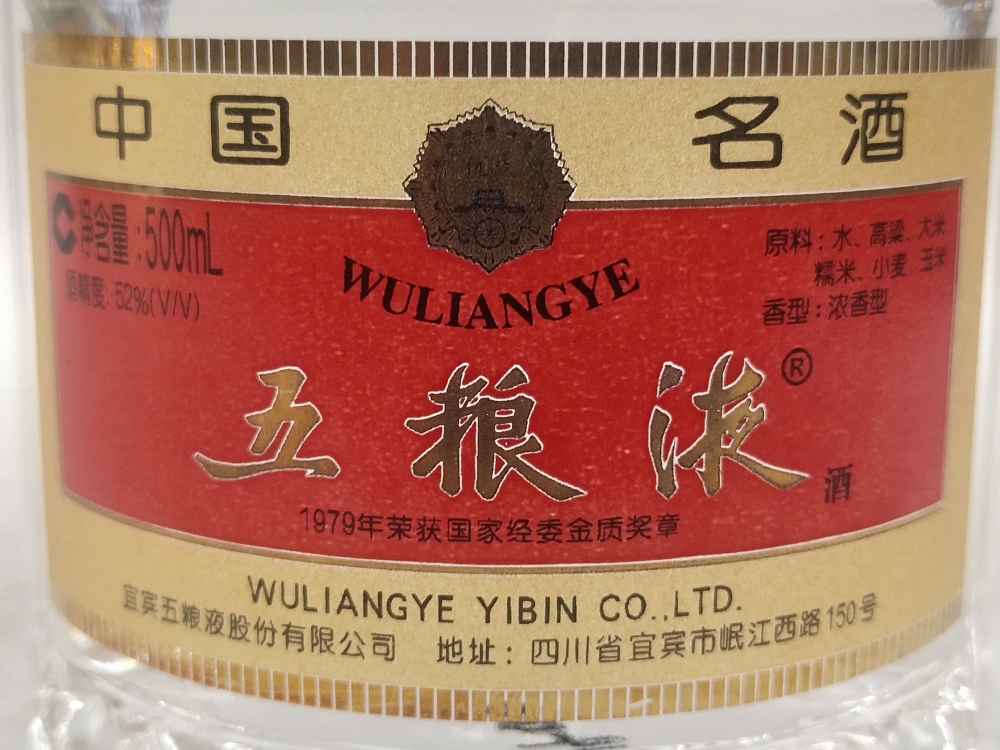 中国名酒
净含量:500mL
酒精度:52%(V/V)
原料:水、高粱、大米
糯米、小麦、玉米
香型:浓香型
WULIANGYE
五粮液®
酒
1979年荣获国家经委金质奖章
WULIANGYE YIBIN CO.,LTD.
宜宾五粮液股份有限公司 地址:四川省宜宾市岷江西路150号